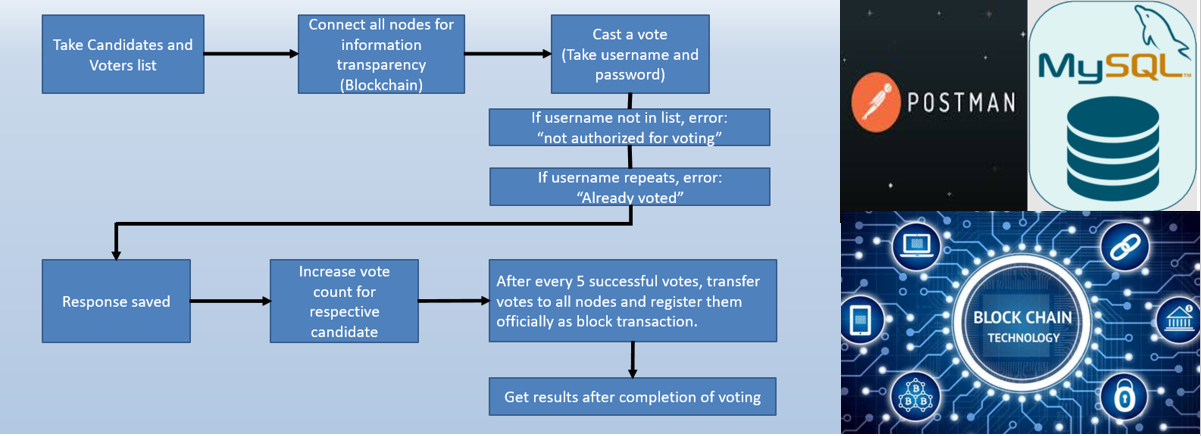 Take Candidates and
Voters list
Connect all nodes for
information
transparency
(Blockchain)
Cast a vote
(Take username and
password)
If username not in list, error:
“not authorized for voting”
If username repeats, error:
“Already voted”
Response saved
Increase vote
count for
respective
candidate
After every 5 successful votes, transfer
votes to all nodes and register them
officially as block transaction.
Get results after completion of voting
POSTMAN
MySQL™
BLOCK CHAIN
TECHNOLOGY
B
B B